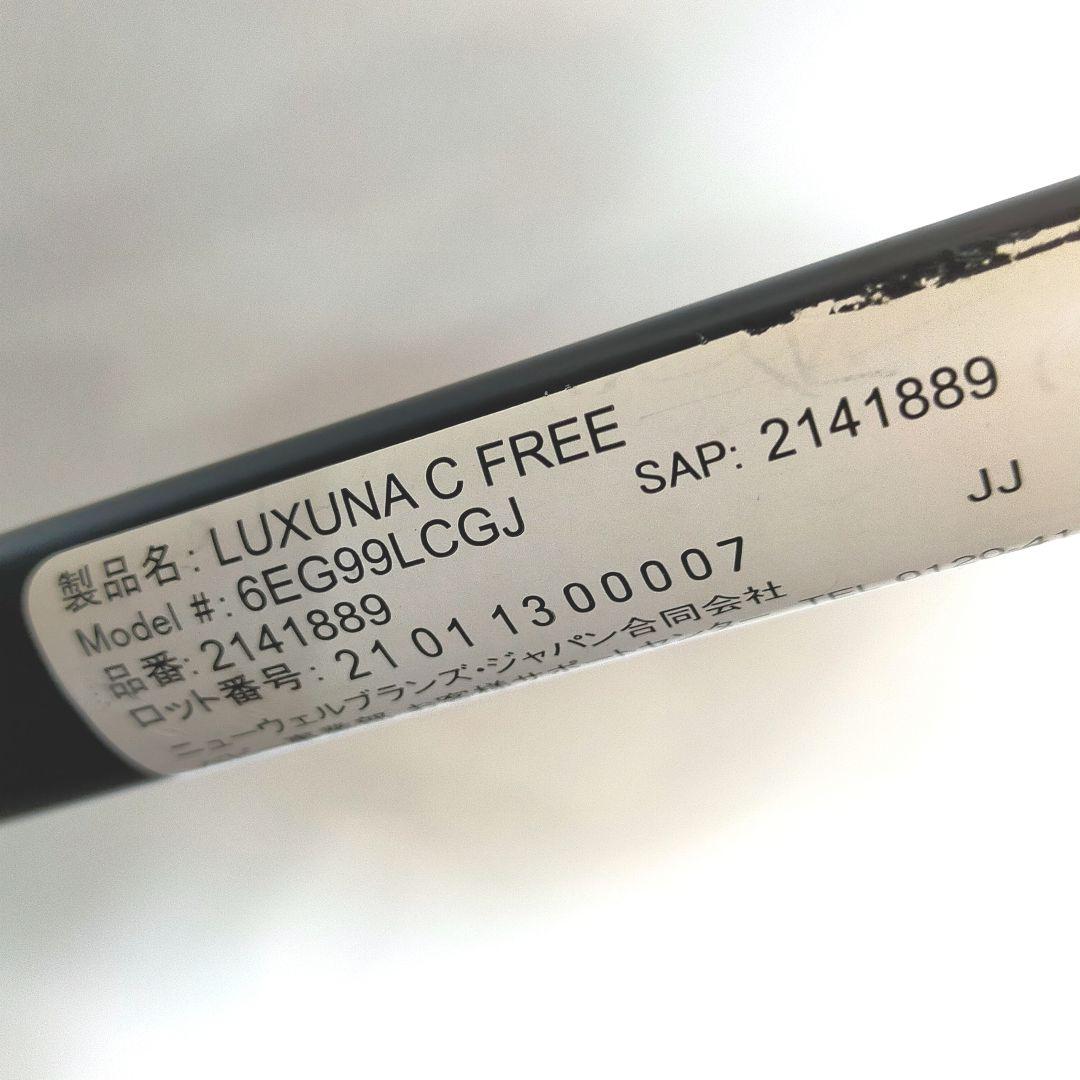 製品名: LUXUNA C FREE
Model #: 6EG99LCGJ SAP: 2141889
品番: 2141889 JJ
ロット番号: 21 01 1300007
ニューウェルブランズ・ジャパン合同会社